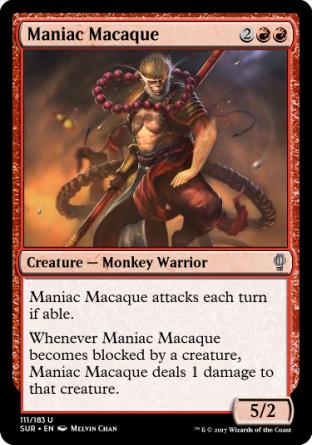 Maniac Macaque 2
Creature — Monkey Warrior
Maniac Macaque attacks each turn
if able.
Whenever Maniac Macaque
becomes blocked by a creature,
Maniac Macaque deals 1 damage to
that creature.
5/2
111/183 U
SUR • EN Melvin Chan
™ & © 2017 Wizards of the Coast